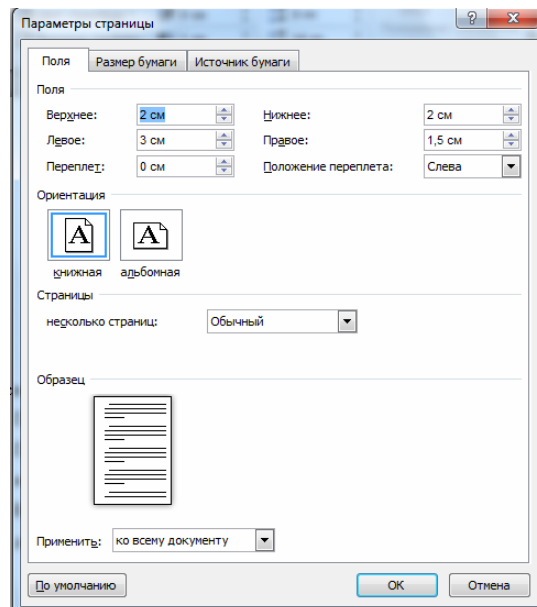 Параметры страницы
Поля Размер бумаги Источник бумаги
Поля
Верхнее: 2 см Нижнее: 2 см
Левое: 3 см Правое: 1,5 см
Переплет: 0 см Положение переплета: Слева
Ориентация
A A
книжная альбомная
Страницы
несколько страниц: Обычный
Образец
Применить: ко всему документу
По умолчанию ОК Отмена